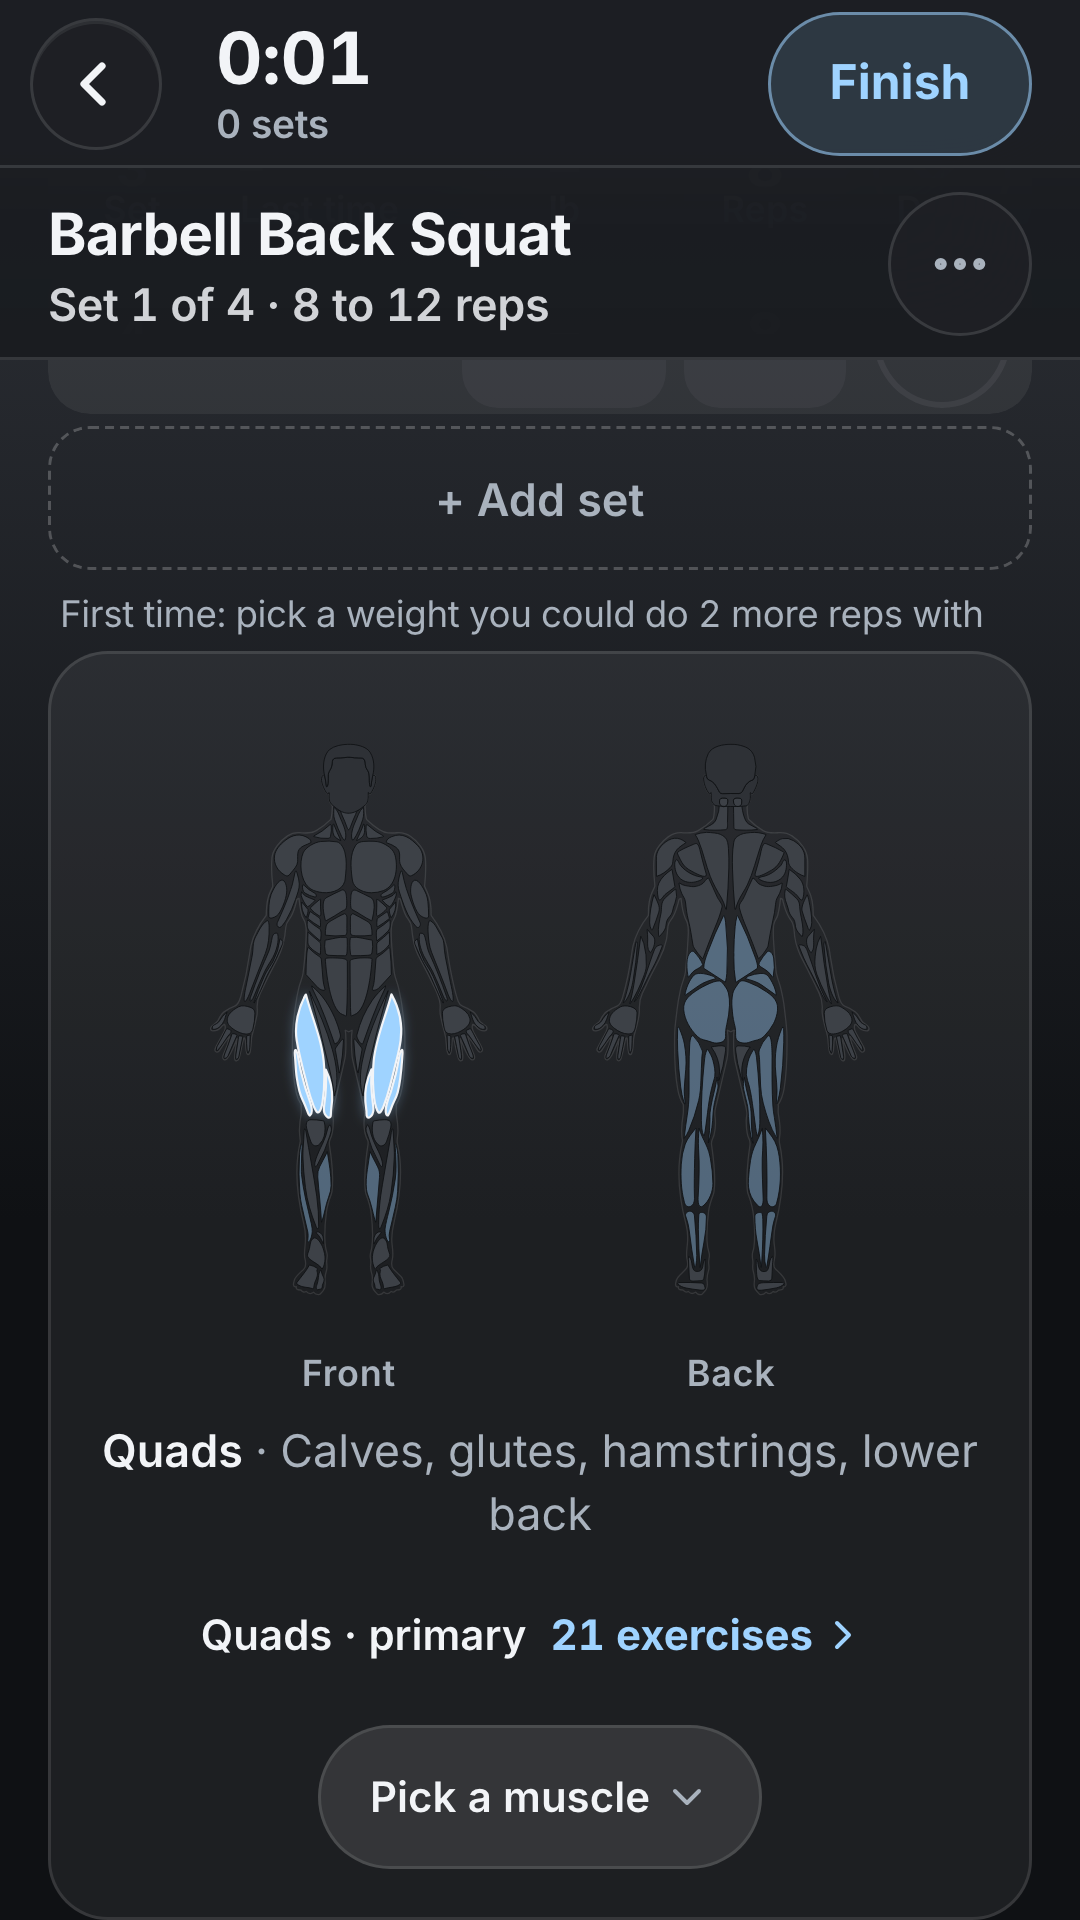 0:01
0 sets
Finish
Barbell Back Squat
Set 1 of 4 · 8 to 12 reps
+ Add set
First time: pick a weight you could do 2 more reps with
Front
Back
Quads · Calves, glutes, hamstrings, lower
back
Quads · primary 21 exercises
Pick a muscle